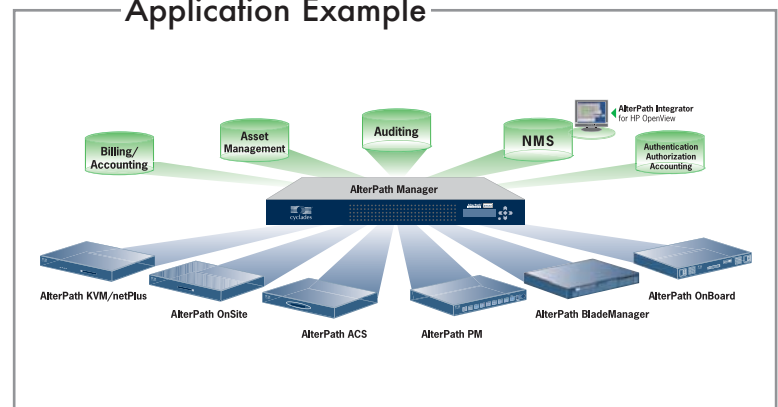 Application Example
Billing/
Accounting
Asset
Management
Auditing
NMS
AlterPath Integrator
for HP OpenView
Authentication
Authorization
Accounting
AlterPath Manager
cyclades
AlterPath KVM/netPlus
AlterPath OnSite
AlterPath ACS
AlterPath PM
AlterPath BladeManager
AlterPath OnBoard